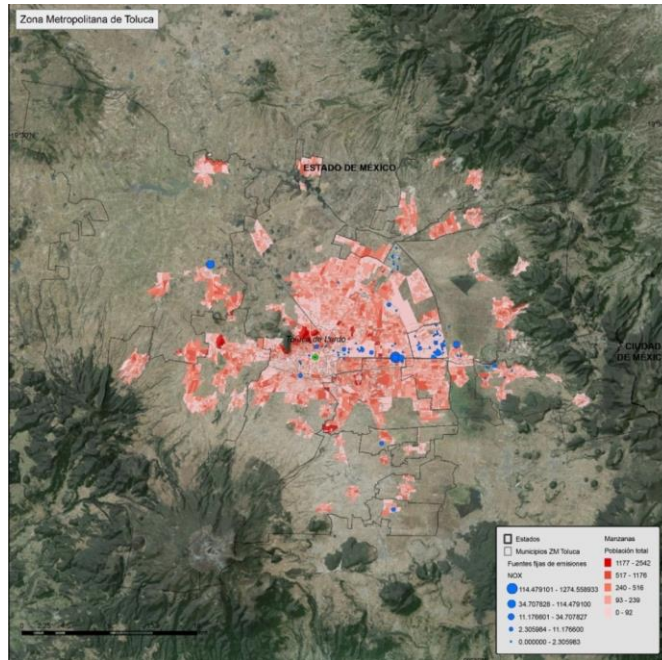 Zona Metropolitana de Toluca
ESTADO DE MÉXICO
CIUDAD
DE MÉXIC
Estados
Municipios ZM Toluca
Fuentes fijas de emisiones
NOX
114.479101 - 1274.558933
34.707828 - 114.479100
11.176601 - 34.707827
2.305984 - 11.176600
0.000000 - 2.305983
Manzanas
Población total
1177 - 2542
517 - 1176
240 - 516
93 - 239
0 - 92